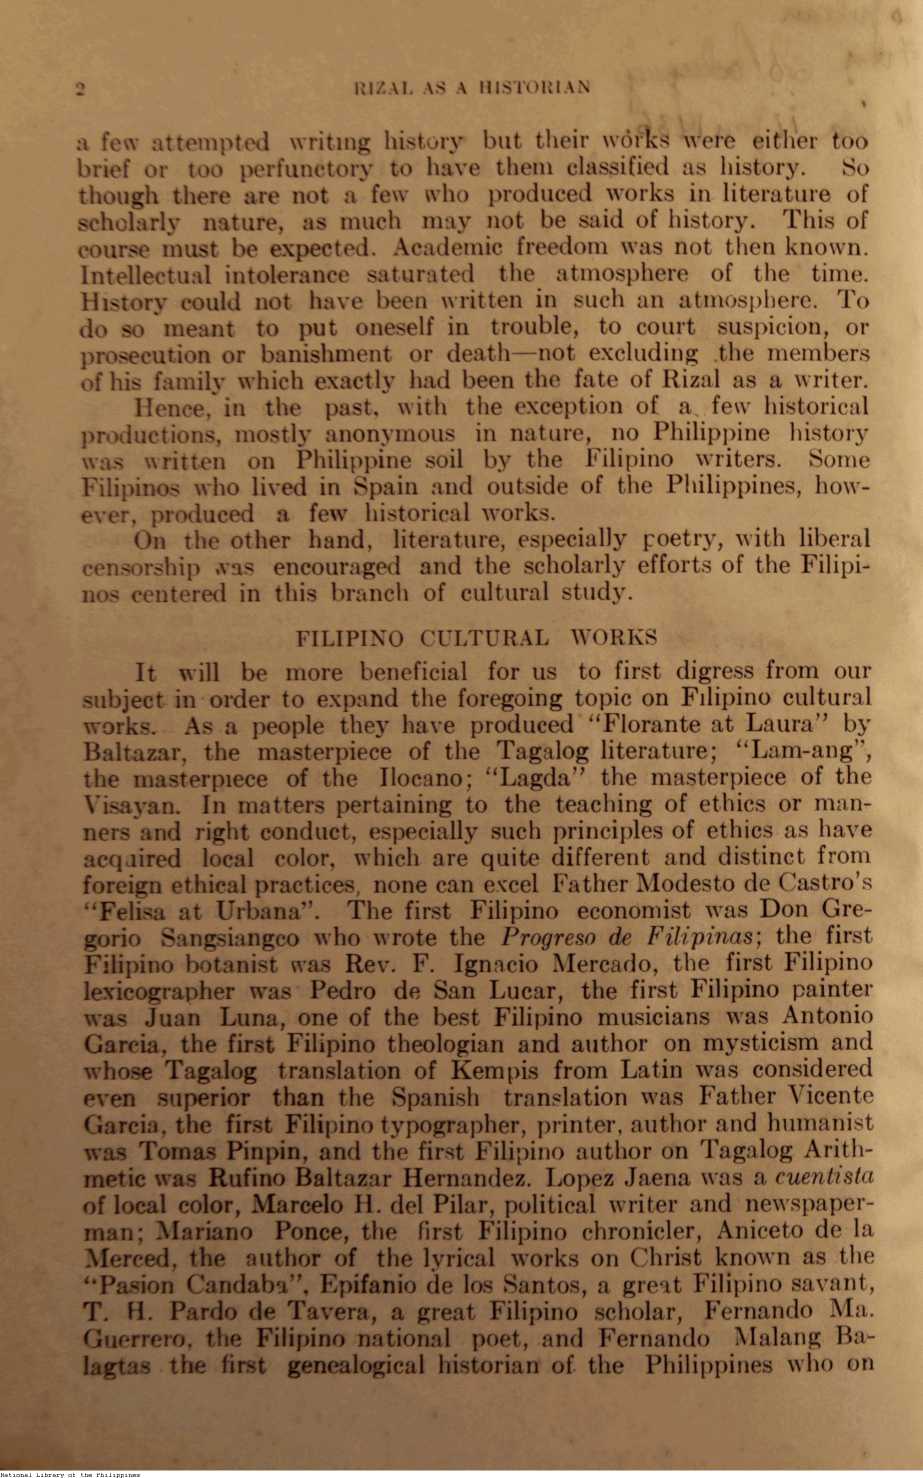 2
RIZAL AS A HISTORIAN
a few attempted writing history but their works were either too
brief or too perfunctory to have them classified as history. So
though there are not a few who produced works in literature of
scholarly nature, as much may not be said of history. This of
course must be expected. Academic freedom was not then known.
Intellectual intolerance saturated the atmosphere of the time.
History could not have been written in such an atmosphere. To
do so meant to put oneself in trouble, to court suspicion, or
prosecution or banishment or death—not excluding the members
of his family which exactly had been the fate of Rizal as a writer.
Hence, in the past, with the exception of a few historical
productions, mostly anonymous in nature, no Philippine history
was written on Philippine soil by the Filipino writers. Some
Filipinos who lived in Spain and outside of the Philippines, how-
ever, produced a few historical works.
On the other hand, literature, especially poetry, with liberal
censorship was encouraged and the scholarly efforts of the Filipi-
nos centered in this branch of cultural study.
FILIPINO CULTURAL WORKS
It will be more beneficial for us to first digress from our
subject in order to expand the foregoing topic on Filipino cultural
works. As a people they have produced "Florante at Laura" by
Baltazar, the masterpiece of the Tagalog literature; "Lam-ang",
the masterpiece of the Ilocano; "Lagda" the masterpiece of the
Visayan. In matters pertaining to the teaching of ethics or man-
ners and right conduct, especially such principles of ethics as have
acquired local color, which are quite different and distinct from
foreign ethical practices, none can excel Father Modesto de Castro's
"Felisa at Urbana". The first Filipino economist was Don Gre-
gorio Sangsiangco who wrote the Progreso de Filipinas; the first
Filipino botanist was Rev. F. Ignacio Mercado, the first Filipino
lexicographer was Pedro de San Lucar, the first Filipino painter
was Juan Luna, one of the best Filipino musicians was Antonio
Garcia, the first Filipino theologian and author on mysticism and
whose Tagalog translation of Kempis from Latin was considered
even superior than the Spanish translation was Father Vicente
Garcia, the first Filipino typographer, printer, author and humanist
was Tomas Pinpin, and the first Filipino author on Tagalog Arith-
metic was Rufino Baltazar Hernandez. Lopez Jaena was a cuentista
of local color, Marcelo H. del Pilar, political writer and newspaper-
man; Mariano Ponce, the first Filipino chronicler, Aniceto de la
Merced, the author of the lyrical works on Christ known as the
"Pasion Candaba", Epifanio de los Santos, a great Filipino savant,
T. H. Pardo de Tavera, a great Filipino scholar, Fernando Ma.
Guerrero, the Filipino national poet, and Fernando Malang Ba-
lagtas the first genealogical historian of the Philippines who on
National Library of the Philippines